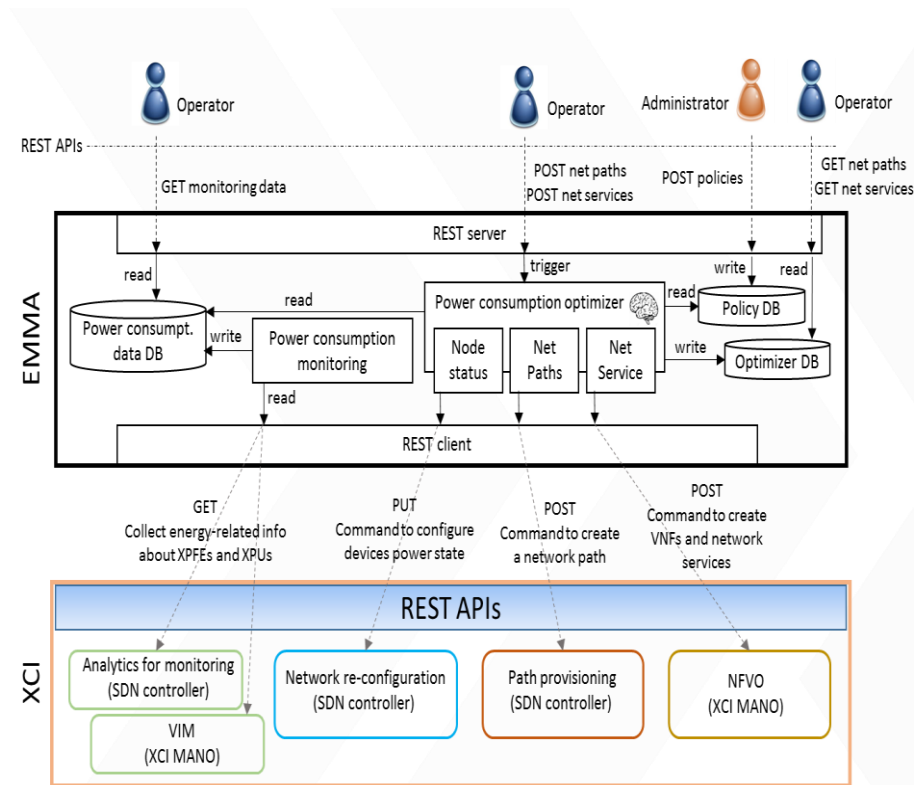 Operator
Operator
Administrator
Operator
REST APIs
GET monitoring data
POST net paths
POST net services
POST policies
GET net paths
GET net services
EMMA
REST server
read
trigger
write
read
Power consumpt.
data DB
read
write
Power consumption
monitoring
Power consumption optimizer
Node
status
Net
Paths
Net
Service
read
Policy DB
write
Optimizer DB
read
REST client
GET
Collect energy-related info
about XPFEs and XPUs
PUT
Command to configure
devices power state
POST
Command to create
a network path
POST
Command to create
VNFs and network
services
XCI
REST APIs
Analytics for monitoring
(SDN controller)
VIM
(XCI MANO)
Network re-configuration
(SDN controller)
Path provisioning
(SDN controller)
NFVO
(XCI MANO)